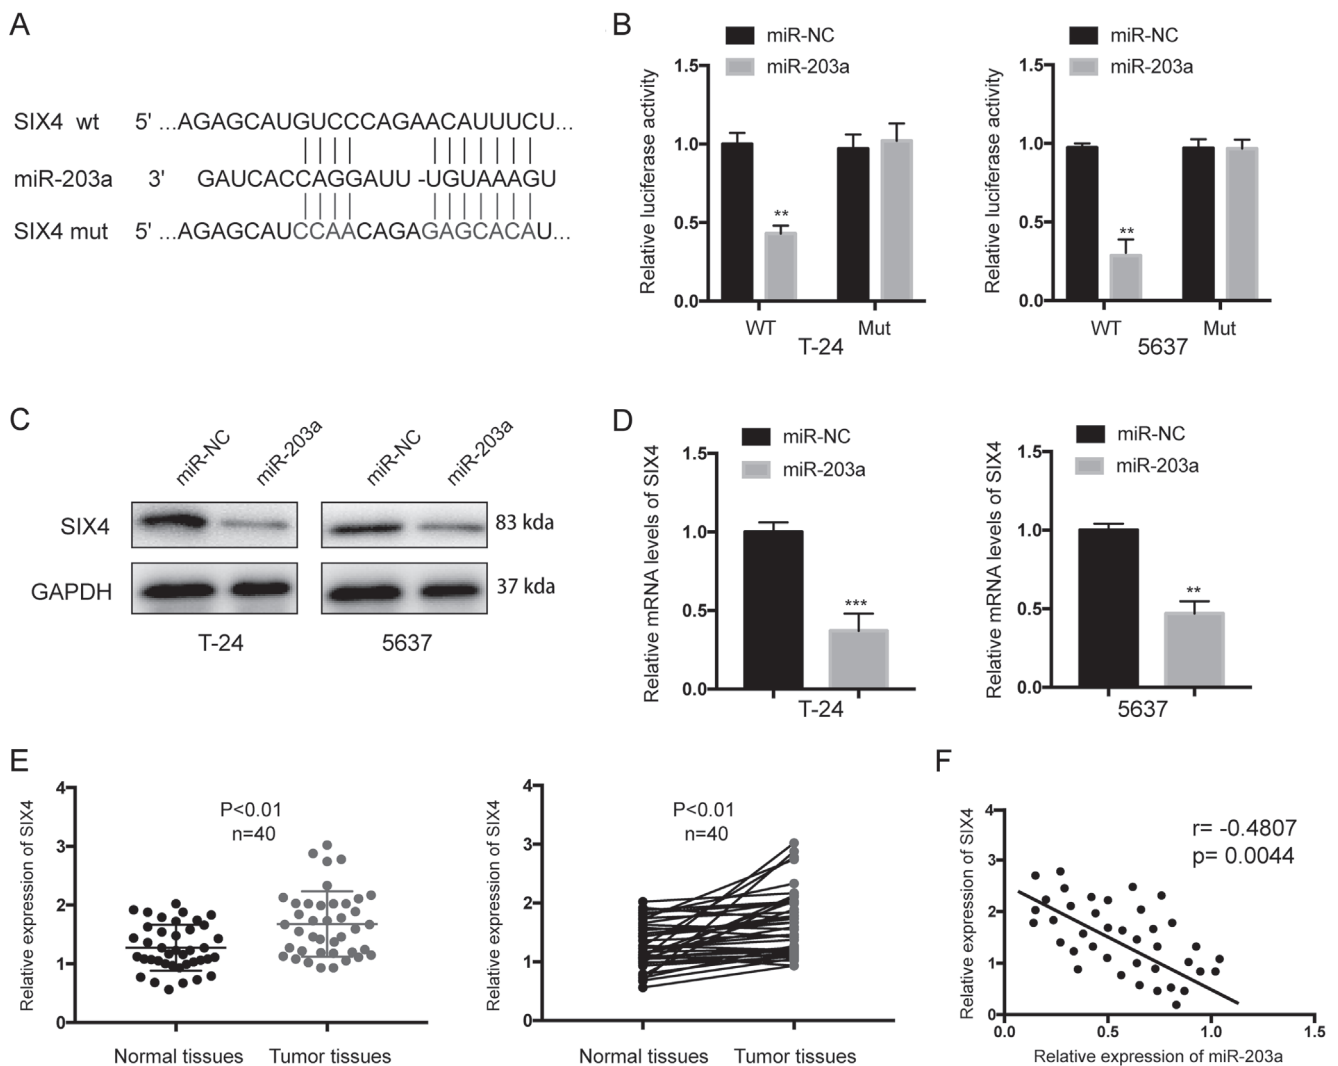 A
SIX4 wt 5' ...AGAGCAUGUCCCAGAACAUUUCU...
miR-203a 3' GAUCACCAGGAUU -UGUAAAGU
SIX4 mut 5' ...AGAGCAUCCAACAGAGAGCACAU...
B
miR-NC
miR-203a
Relative luciferase activity
1.5
1.0
0.5
0.0
**
WT Mut
T-24
miR-NC
miR-203a
Relative luciferase activity
1.5
1.0
0.5
0.0
**
WT Mut
5637
C
miR-NC miR-203a miR-NC miR-203a
SIX4 83 kda
GAPDH 37 kda
T-24 5637
D
miR-NC
miR-203a
Relative mRNA levels of SIX4
1.5
1.0
0.5
0.0
***
T-24
miR-NC
miR-203a
Relative mRNA levels of SIX4
1.5
1.0
0.5
0.0
**
5637
E
Relative expression of SIX4
4
3
2
1
0
P<0.01
n=40
Normal tissues Tumor tissues
Relative expression of SIX4
4
3
2
1
0
P<0.01
n=40
Normal tissues Tumor tissues
F
Relative expression of SIX4
4
3
2
1
0
r= -0.4807
p= 0.0044
0.0 0.5 1.0 1.5
Relative expression of miR-203a